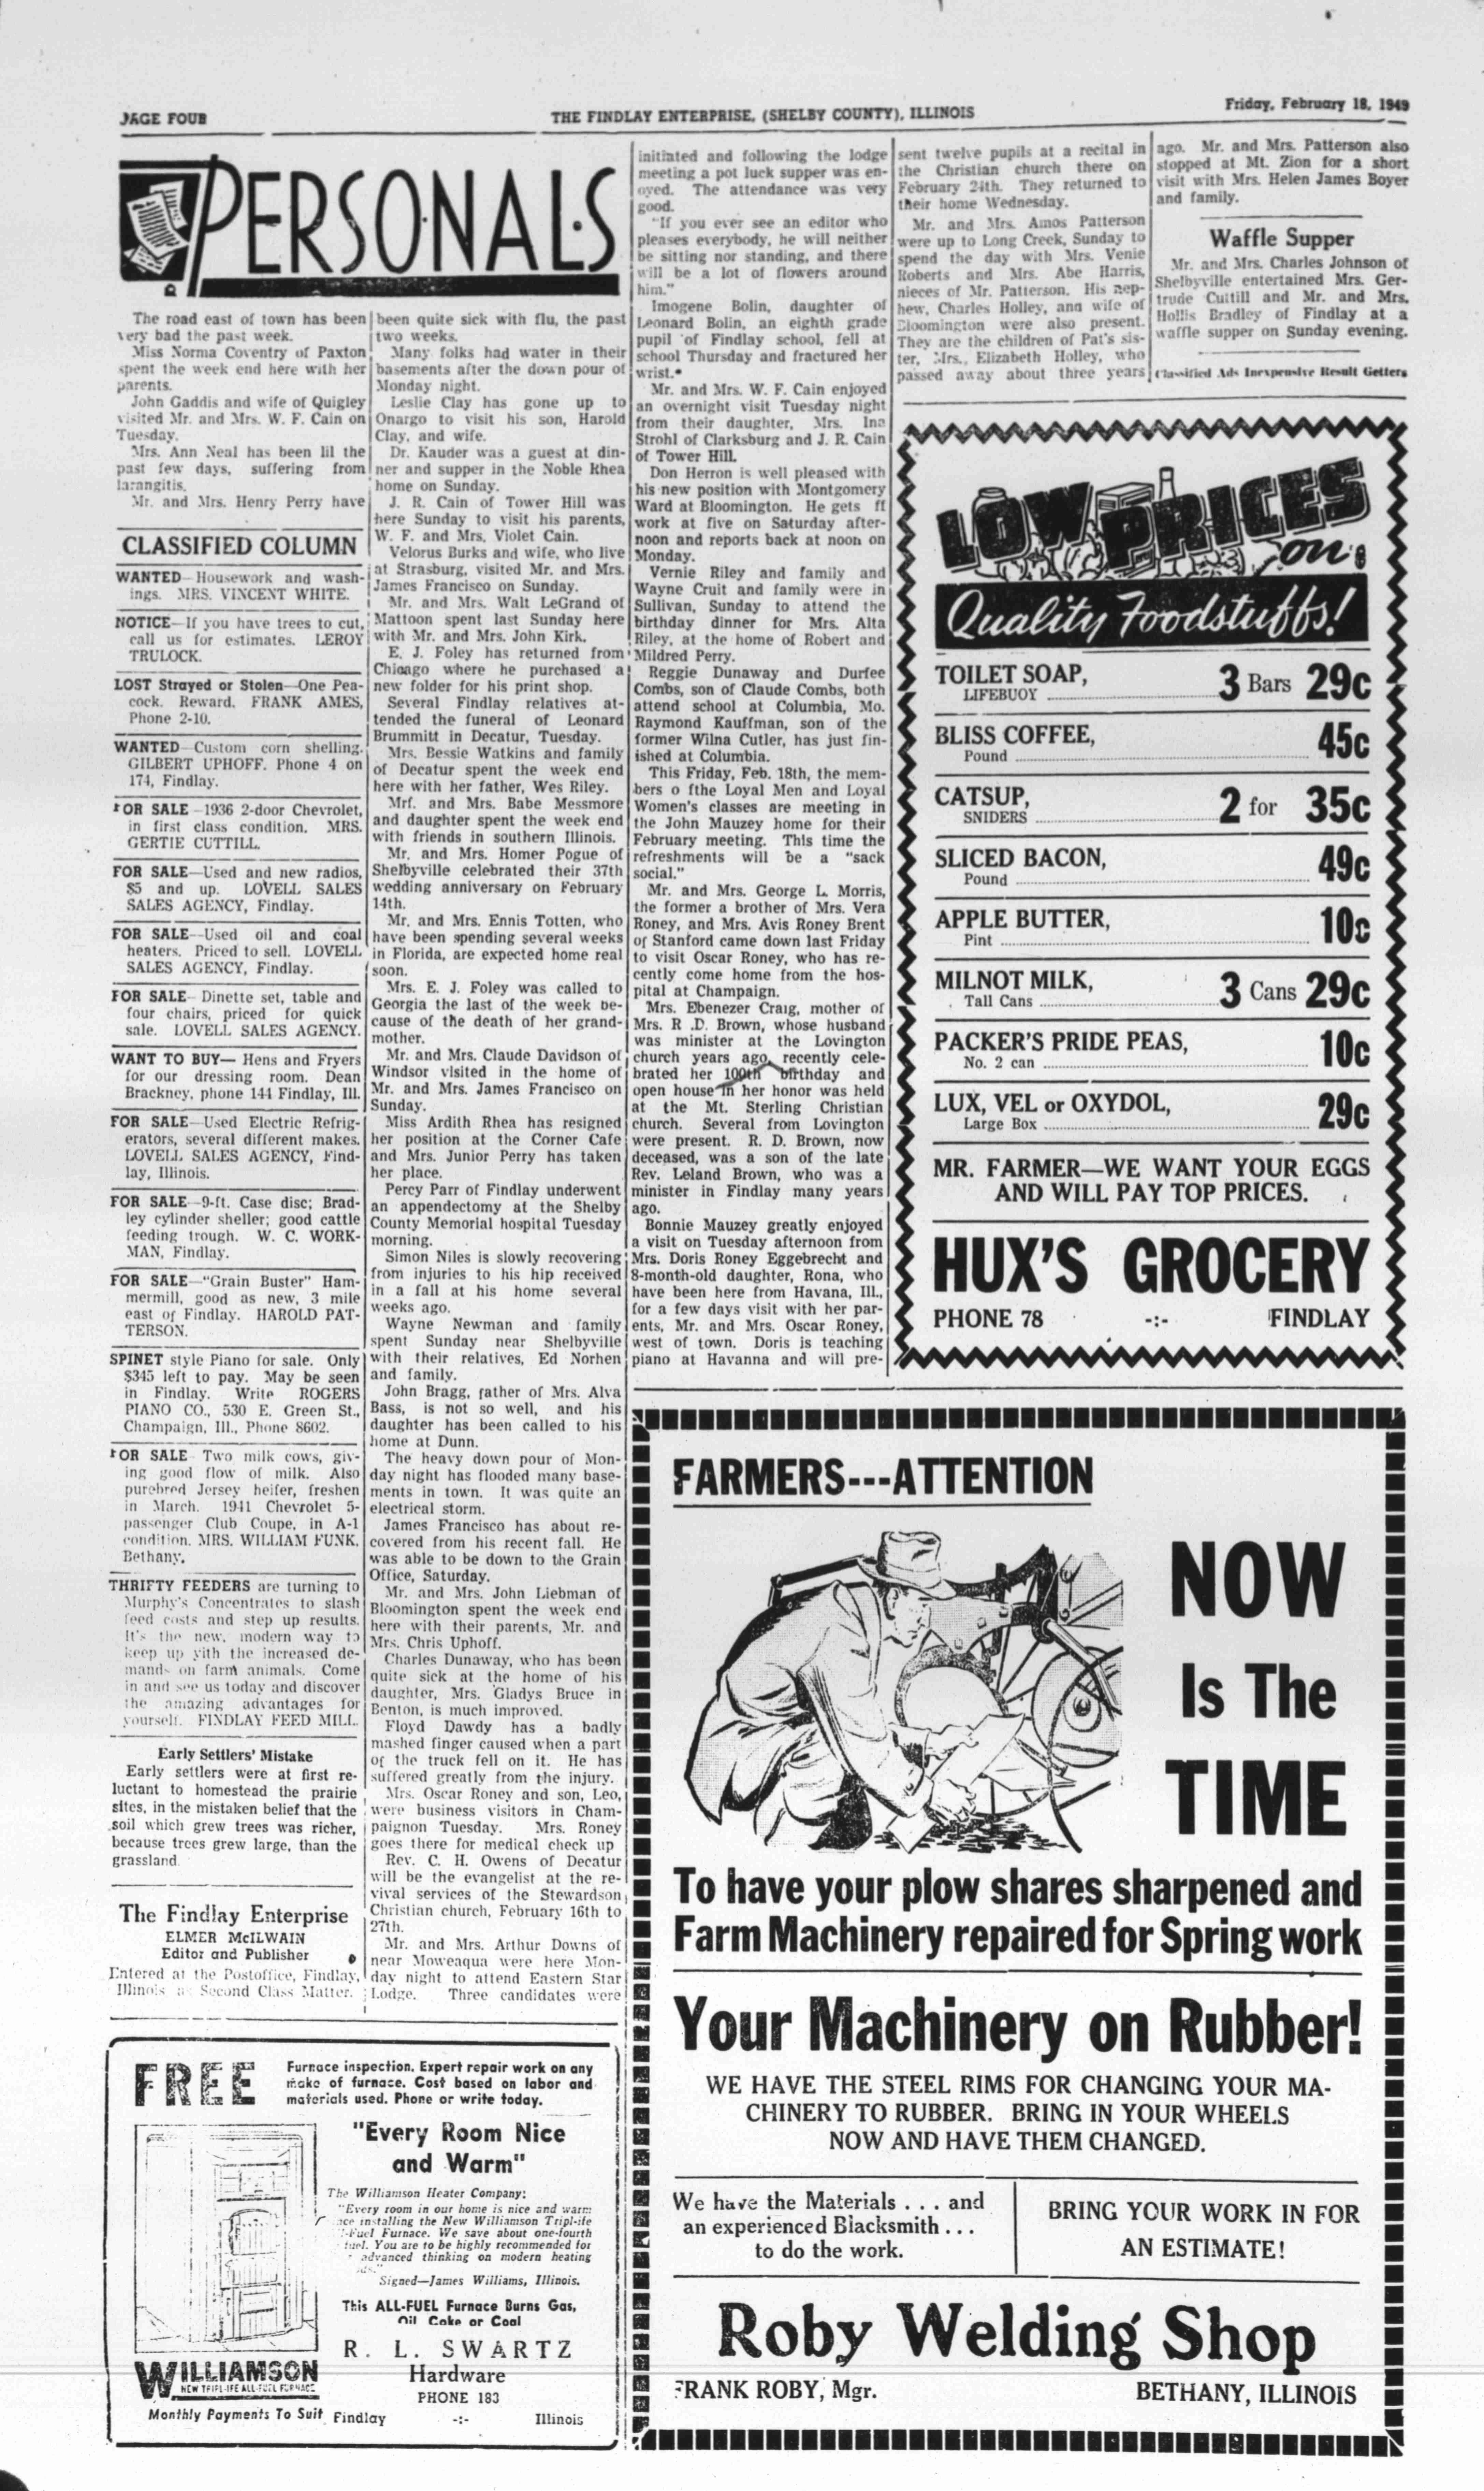 PAGE FOUR
THE FINDLAY ENTERPRISE, (SHELBY COUNTY), ILLINOIS
Friday, February 18, 1949
PERSONALS
The road east of town has been
very bad the past week.
Miss Norma Coventry of Paxton
spent the week end here with her
parents.
John Gaddis and wife of Quigley
visited Mr. and Mrs. W. F. Cain on
Tuesday.
Mrs. Ann Neal has been lil the
past few days, suffering from
larangitis.
Mr. and Mrs. Henry Perry have
CLASSIFIED COLUMN
WANTED—Housework and wash-
ings. MRS. VINCENT WHITE.
NOTICE—If you have trees to cut,
call us for estimates. LEROY
TRULOCK.
LOST Strayed or Stolen—One Pea-
cock. Reward. FRANK AMES,
Phone 2-10.
WANTED—Custom corn shelling.
GILBERT UPHOFF. Phone 4 on
174, Findlay.
FOR SALE—1936 2-door Chevrolet,
in first class condition. MRS.
GERTIE CUTTILL.
FOR SALE—Used and new radios,
$5 and up. LOVELL SALES
SALES AGENCY, Findlay.
FOR SALE—Used oil and coal
heaters. Priced to sell. LOVELL
SALES AGENCY, Findlay.
FOR SALE—Dinette set, table and
four chairs, priced for quick
sale. LOVELL SALES AGENCY.
WANT TO BUY— Hens and Fryers
for our dressing room. Dean
Brackney, phone 144 Findlay, Ill.
FOR SALE—Used Electric Refrig-
erators, several different makes.
LOVELL SALES AGENCY, Find-
lay, Illinois.
FOR SALE—9-ft. Case disc; Brad-
ley cylinder sheller; good cattle
feeding trough. W. C. WORK-
MAN, Findlay.
FOR SALE—"Grain Buster" Ham-
mermill, good as new, 3 mile
east of Findlay. HAROLD PAT-
TERSON.
SPINET style Piano for sale. Only
$345 left to pay. May be seen
in Findlay. Write ROGERS
PIANO CO., 530 E. Green St.,
Champaign, Ill., Phone 8602.
FOR SALE—Two milk cows, giv-
ing good flow of milk. Also
purebred Jersey heifer, freshen
in March. 1941 Chevrolet 5-
passenger Club Coupe, in A-1
condition. MRS. WILLIAM FUNK,
Bethany.
THRIFTY FEEDERS are turning to
Murphy's Concentrates to slash
feed costs and step up results.
It's the new, modern way to
keep up yith the increased de-
mands on farm animals. Come
in and see us today and discover
the amazing advantages for
yourself. FINDLAY FEED MILL.
Early Settlers' Mistake
Early settlers were at first re-
luctant to homestead the prairie
sites, in the mistaken belief that the
soil which grew trees was richer,
because trees grew large, than the
grassland.
The Findlay Enterprise
ELMER McILWAIN
Editor and Publisher
Entered at the Postoffice, Findlay,
Illinois as Second Class Matter.
been quite sick with flu, the past
two weeks.
Many folks had water in their
basements after the down pour of
Monday night.
Leslie Clay has gone up to
Onargo to visit his son, Harold
Clay, and wife.
Dr. Kauder was a guest at din-
ner and supper in the Noble Rhea
home on Sunday.
J. R. Cain of Tower Hill was
here Sunday to visit his parents,
W. F. and Mrs. Violet Cain.
Velorus Burks and wife, who live
at Strasburg, visited Mr. and Mrs.
James Francisco on Sunday.
Mr. and Mrs. Walt LeGrand of
Mattoon spent last Sunday here
with Mr. and Mrs. John Kirk.
E. J. Foley has returned from
Chicago where he purchased a
new folder for his print shop.
Several Findlay relatives at-
tended the funeral of Leonard
Brummitt in Decatur, Tuesday.
Mrs. Bessie Watkins and family
of Decatur spent the week end
here with her father, Wes Riley.
Mrf. and Mrs. Babe Messmore
and daughter spent the week end
with friends in southern Illinois.
Mr. and Mrs. Homer Pogue of
Shelbyville celebrated their 37th
wedding anniversary on February
14th.
Mr. and Mrs. Ennis Totten, who
have been spending several weeks
in Florida, are expected home real
soon.
Mrs. E. J. Foley was called to
Georgia the last of the week be-
cause of the death of her grand-
mother.
Mr. and Mrs. Claude Davidson of
Windsor visited in the home of
Mr. and Mrs. James Francisco on
Sunday.
Miss Ardith Rhea has resigned
her position at the Corner Cafe
and Mrs. Junior Perry has taken
her place.
Percy Parr of Findlay underwent
an appendectomy at the Shelby
County Memorial hospital Tuesday
morning.
Simon Niles is slowly recovering
from injuries to his hip received
in a fall at his home several
weeks ago.
Wayne Newman and family
spent Sunday near Shelbyville
with their relatives, Ed Norhen
and family.
John Bragg, father of Mrs. Alva
Bass, is not so well, and his
daughter has been called to his
home at Dunn.
The heavy down pour of Mon-
day night has flooded many base-
ments in town. It was quite an
electrical storm.
James Francisco has about re-
covered from his recent fall. He
was able to be down to the Grain
Office, Saturday.
Mr. and Mrs. John Liebman of
Bloomington spent the week end
here with their parents, Mr. and
Mrs. Chris Uphoff.
Charles Dunaway, who has been
quite sick at the home of his
daughter, Mrs. Gladys Bruce in
Benton, is much improved.
Floyd Dawdy has a badly
mashed finger caused when a part
of the truck fell on it. He has
suffered greatly from the injury.
Mrs. Oscar Roney and son, Leo,
were business visitors in Cham-
paignon Tuesday. Mrs. Roney
goes there for medical check up
Rev. C. H. Owens of Decatur
will be the evangelist at the re-
vival services of the Stewardson
Christian church, February 16th to
27th.
Mr. and Mrs. Arthur Downs of
near Moweaqua were here Mon-
day night to attend Eastern Star
Lodge. Three candidates were
initiated and following the lodge
meeting a pot luck supper was en-
oyed. The attendance was very
good.
"If you ever see an editor who
pleases everybody, he will neither
be sitting nor standing, and there
will be a lot of flowers around
him."
Imogene Bolin, daughter of
Leonard Bolin, an eighth grade
pupil of Findlay school, fell at
school Thursday and fractured her
wrist.
Mr. and Mrs. W. F. Cain enjoyed
an overnight visit Tuesday night
from their daughter, Mrs. Ina
Strohl of Clarksburg and J. R. Cain
of Tower Hill.
Don Herron is well pleased with
his new position with Montgomery
Ward at Bloomington. He gets ff
work at five on Saturday after-
noon and reports back at noon on
Monday.
Vernie Riley and family and
Wayne Cruit and family were in
Sullivan, Sunday to attend the
birthday dinner for Mrs. Alta
Riley, at the home of Robert and
Mildred Perry.
Reggie Dunaway and Durfee
Combs, son of Claude Combs, both
attend school at Columbia, Mo.
Raymond Kauffman, son of the
former Wilna Cutler, has just fin-
ished at Columbia.
This Friday, Feb. 18th, the mem-
bers o fthe Loyal Men and Loyal
Women's classes are meeting in
the John Mauzey home for their
February meeting. This time the
refreshments will be a "sack
social."
Mr. and Mrs. George L. Morris,
the former a brother of Mrs. Vera
Roney, and Mrs. Avis Roney Brent
of Stanford came down last Friday
to visit Oscar Roney, who has re-
cently come home from the hos-
pital at Champaign.
Mrs. Ebenezer Craig, mother of
Mrs. R .D. Brown, whose husband
was minister at the Lovington
church years ago, recently cele-
brated her 100th birthday and
open house in her honor was held
at the Mt. Sterling Christian
church. Several from Lovington
were present. R. D. Brown, now
deceased, was a son of the late
Rev. Leland Brown, who was a
minister in Findlay many years
ago.
Bonnie Mauzey greatly enjoyed
a visit on Tuesday afternoon from
Mrs. Doris Roney Eggebrecht and
8-month-old daughter, Rona, who
have been here from Havana, Ill.,
for a few days visit with her par-
ents, Mr. and Mrs. Oscar Roney,
west of town. Doris is teaching
piano at Havanna and will pre-
sent twelve pupils at a recital in
the Christian church there on
February 24th. They returned to
their home Wednesday.
Mr. and Mrs. Amos Patterson
were up to Long Creek, Sunday to
spend the day with Mrs. Venie
Roberts and Mrs. Abe Harris,
nieces of Mr. Patterson. His nep-
hew, Charles Holley, and wife of
Bloomington were also present.
They are the children of Pat's sis-
ter, Mrs., Elizabeth Holley, who
passed away about three years
ago. Mr. and Mrs. Patterson also
stopped at Mt. Zion for a short
visit with Mrs. Helen James Boyer
and family.
Waffle Supper
Mr. and Mrs. Charles Johnson of
Shelbyville entertained Mrs. Ger-
trude Cuttill and Mr. and Mrs.
Hollis Bradley of Findlay at a
waffle supper on Sunday evening.
Classified Ads Inexpensive Result Getters
LOW PRICES
on
Quality Foodstuffs!
TOILET SOAP,
LIFEBUOY 3 Bars 29c
BLISS COFFEE,
Pound 45c
CATSUP,
SNIDERS 2 for 35c
SLICED BACON,
Pound 49c
APPLE BUTTER,
Pint 10c
MILNOT MILK,
Tall Cans 3 Cans 29c
PACKER'S PRIDE PEAS,
No. 2 can 10c
LUX, VEL or OXYDOL,
Large Box 29c
MR. FARMER—WE WANT YOUR EGGS
AND WILL PAY TOP PRICES.
HUX'S GROCERY
PHONE 78 -:- FINDLAY
FARMERS---ATTENTION
NOW
Is The
TIME
To have your plow shares sharpened and
Farm Machinery repaired for Spring work
Your Machinery on Rubber!
WE HAVE THE STEEL RIMS FOR CHANGING YOUR MA-
CHINERY TO RUBBER. BRING IN YOUR WHEELS
NOW AND HAVE THEM CHANGED.
We have the Materials . . . and
an experienced Blacksmith . . .
to do the work.
BRING YOUR WORK IN FOR
AN ESTIMATE!
Roby Welding Shop
FRANK ROBY, Mgr.
BETHANY, ILLINOIS
FREE
Furnace inspection. Expert repair work on any
make of furnace. Cost based on labor and
materials used. Phone or write today.
"Every Room Nice
and Warm"
The Williamson Heater Company:
"Every room in our home is nice and warm
installing the New Williamson Tripl-ife
-Fuel Furnace. We save about one-fourth
fuel. You are to be highly recommended for
advanced thinking on modern heating
Signed—James Williams, Illinois.
This ALL-FUEL Furnace Burns Gas,
Oil Coke or Coal
R. L. SWARTZ
Hardware
PHONE 183
Findlay -:- Illinois
WILLIAMSON
NEW TRIPL-IFE ALL-FUEL FURNACE
Monthly Payments To Suit